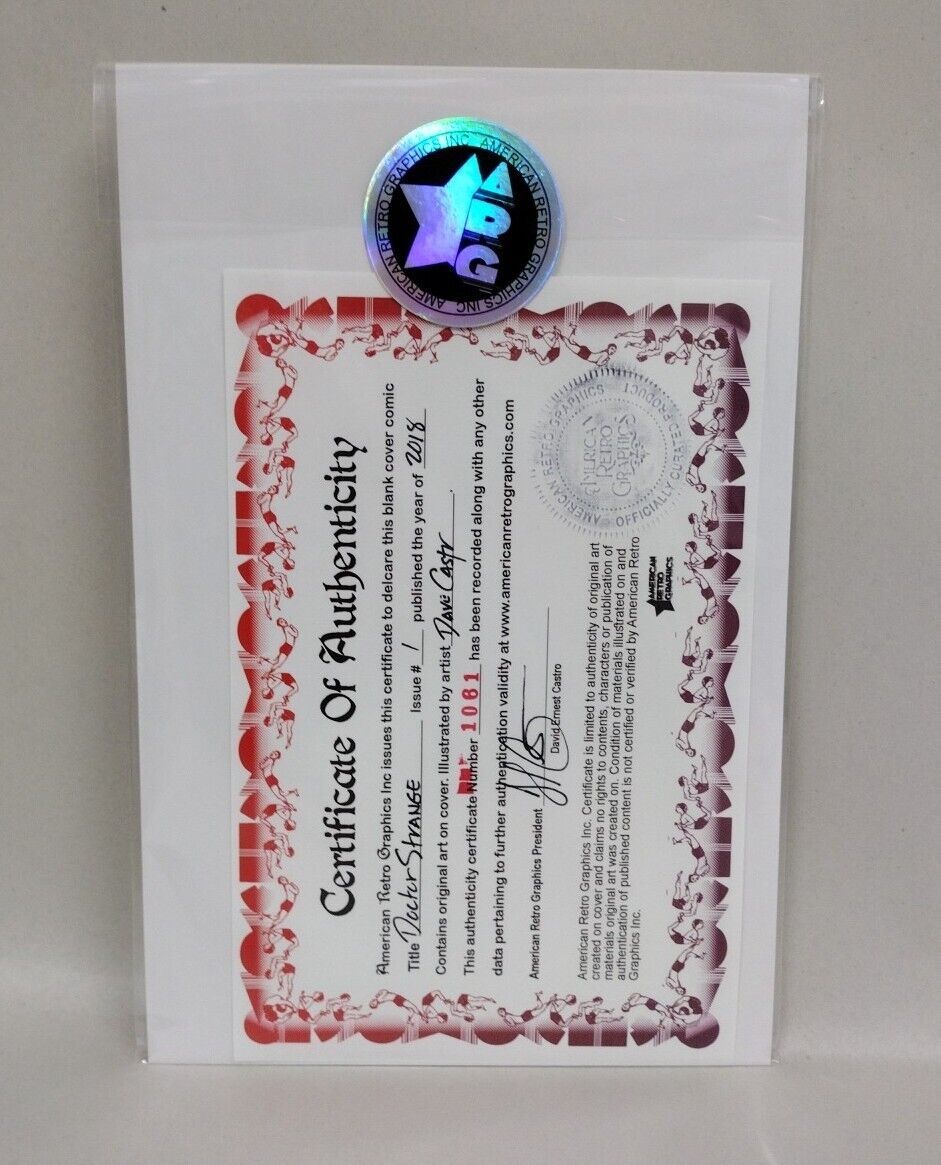 AMERICAN RETRO GRAPHICS INC AMERICAN RETRO GRAPHICS INC
ARG
Certificate Of Authenticity
American Retro Graphics Inc issues this certificate to delcare this blank cover comic
Title Doctor Strange Issue # 1 published the year of 2018
Contains original art on cover. Illustrated by artist Dave Castr.
This authenticity certificate Number 1061 has been recorded along with any other
data pertaining to further authentication validity at www.americanretrographics.com
American Retro Graphics President
David Ernest Castro
American Retro Graphics Inc. Certificate is limited to authenticity of original art
created on cover and claims no rights to contents, characters or publication of
materials original art was created on. Condition of materials illustrated on and
authentication of published content is not certified or verified by American Retro
Graphics Inc.
AMERICAN
RETRO
GRAPHICS
AMERICAN RETRO GRAPHICS
OFFICIALLY CURATED PRODUCT
AMERICAN
RETRO
GRAPHICS